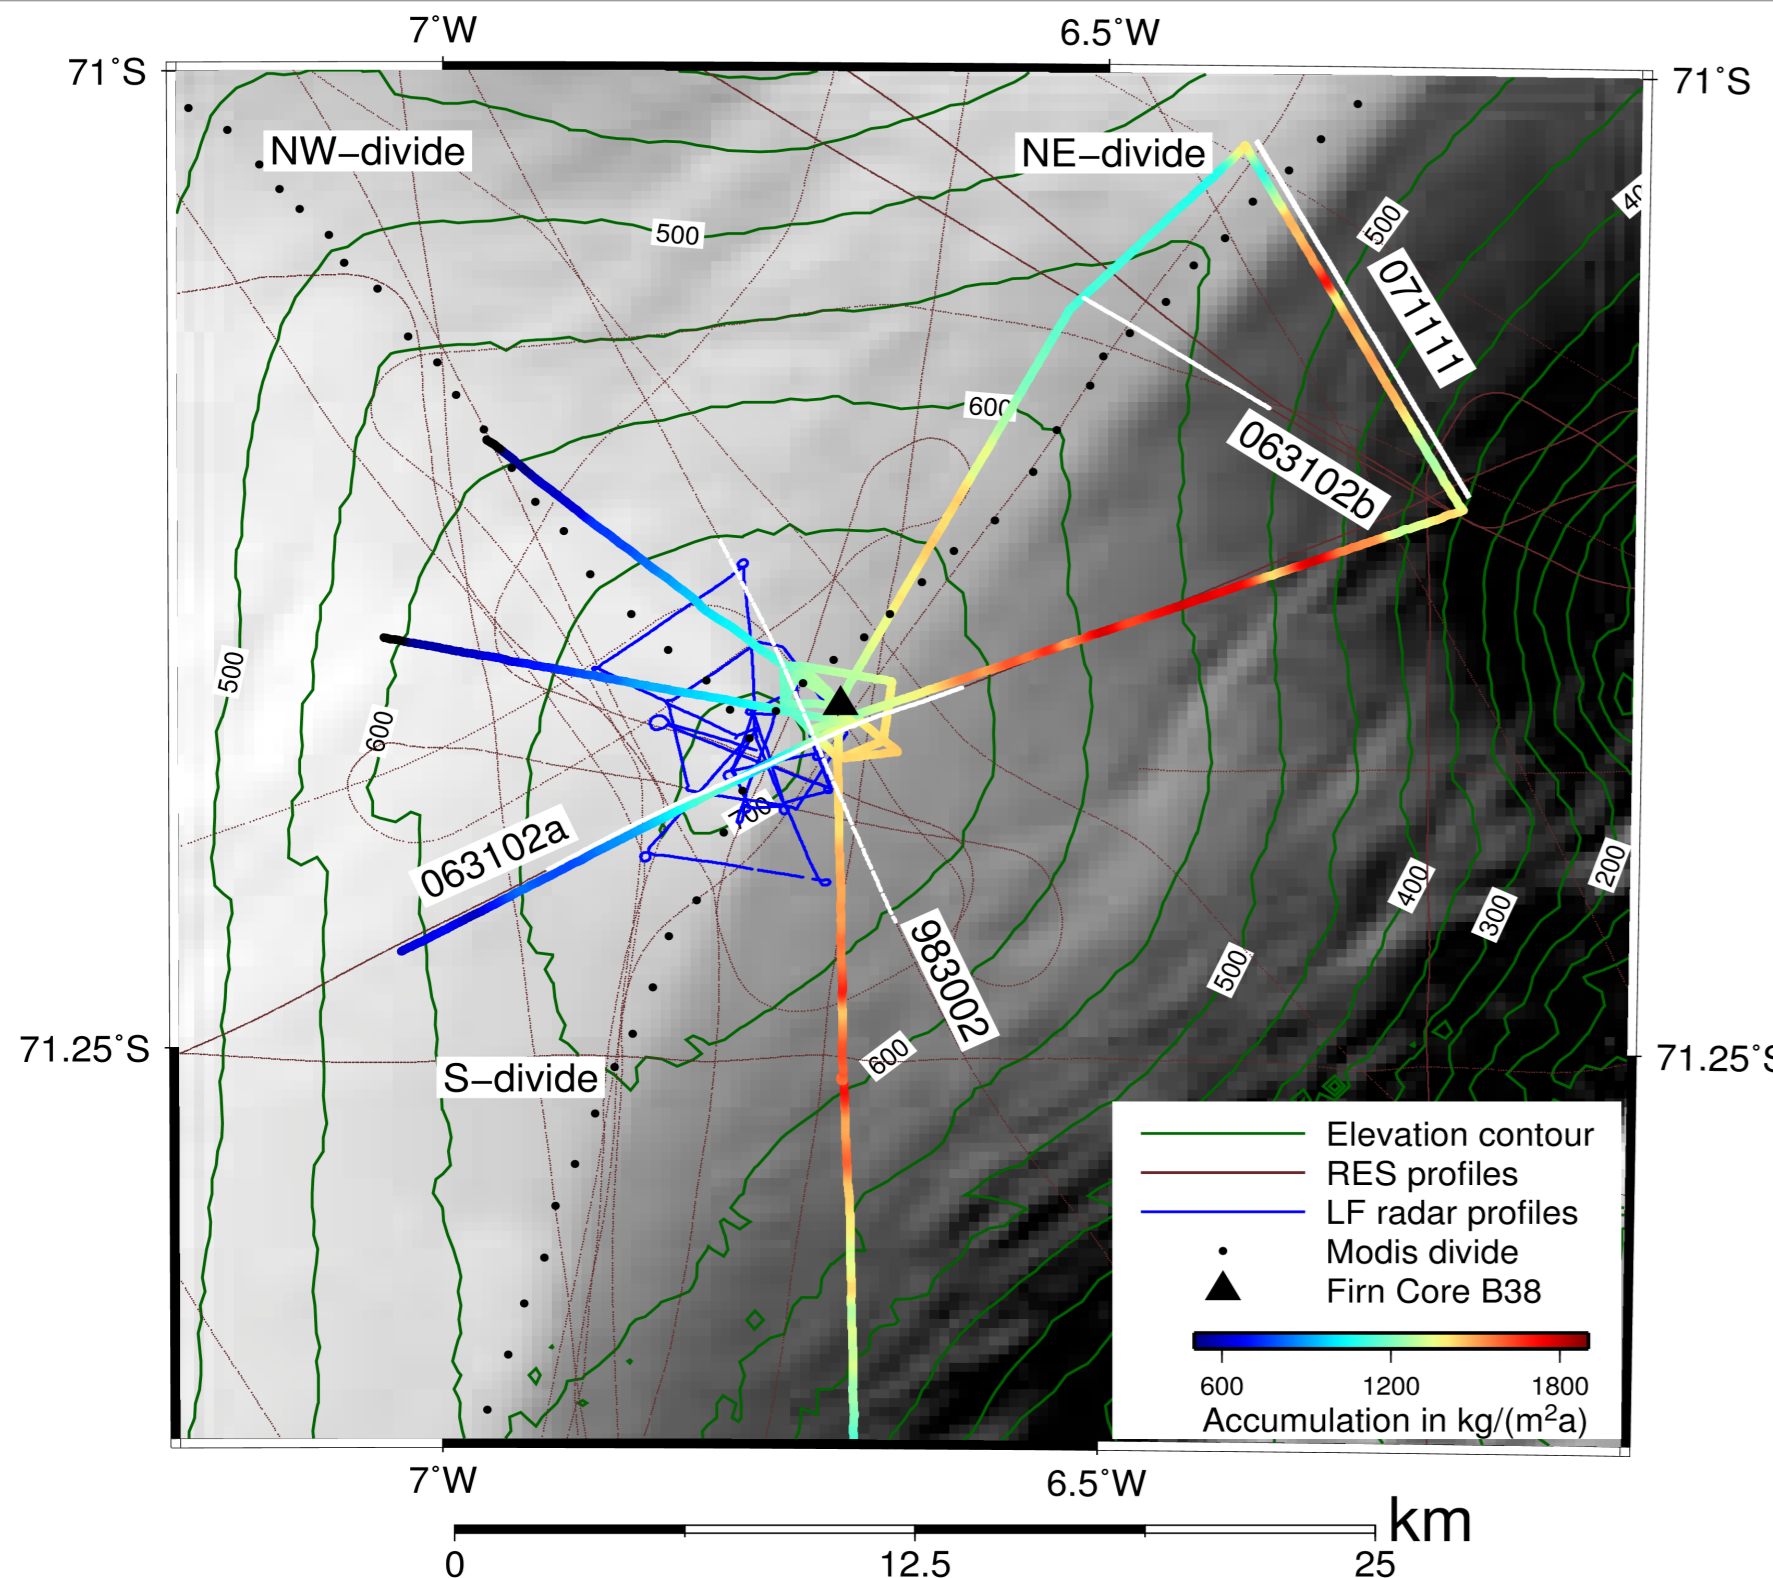 7°W
6.5°W
71°S
71°S
NW–divide
NE–divide
40
500
500
071111
600
063102b
500
600
700
063102a
983002
200
400
300
500
600
71.25°S
71.25°S
S–divide
Elevation contour
RES profiles
LF radar profiles
Modis divide
Firn Core B38
600 1200 1800
Accumulation in kg/(m²a)
7°W
6.5°W
km
0 12.5 25